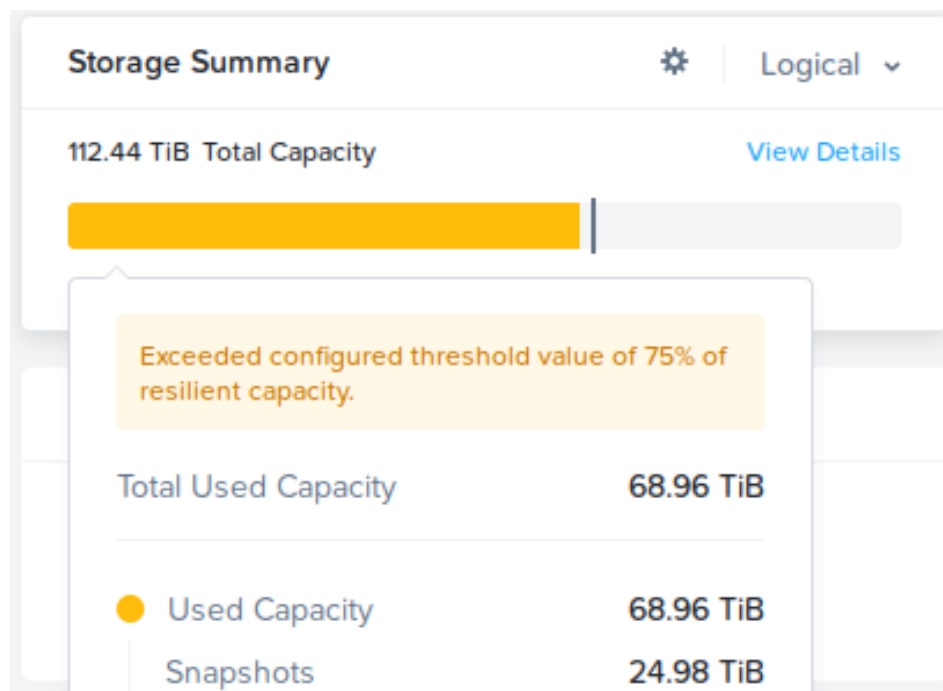 Storage Summary
Logical
112.44 TiB Total Capacity
View Details
Exceeded configured threshold value of 75% of
resilient capacity.
Total Used Capacity
68.96 TiB
Used Capacity
68.96 TiB
Snapshots
24.98 TiB